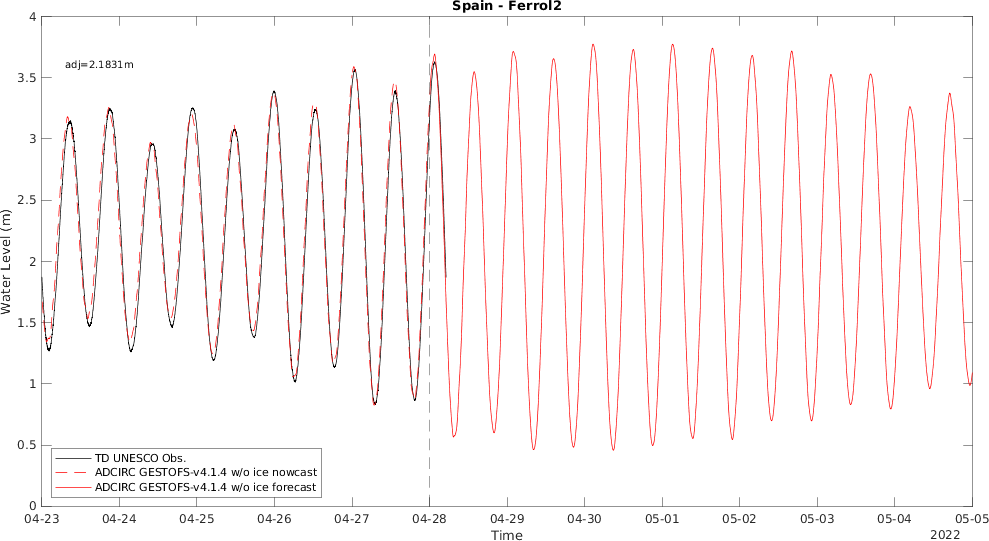 Spain - Ferrol2
adj=2.1831m
4
3.5
3
2.5
2
1.5
1
0.5
0
Water Level (m)
TD UNESCO Obs.
ADCIRC GESTOFS-v4.1.4 w/o ice nowcast
ADCIRC GESTOFS-v4.1.4 w/o ice forecast
04-23 04-24 04-25 04-26 04-27 04-28 04-29 04-30 05-01 05-02 05-03 05-04 05-05
Time
2022